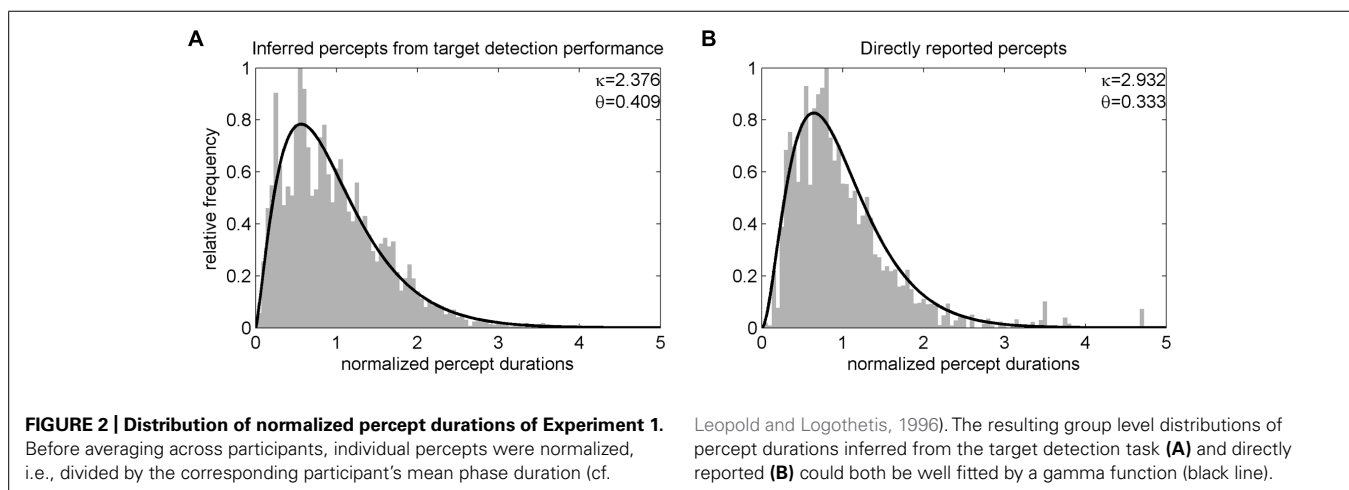 A
Inferred percepts from target detection performance
κ=2.376
θ=0.409
1
0.8
0.6
0.4
0.2
0
relative frequency
0 1 2 3 4 5
normalized percept durations
B
Directly reported percepts
κ=2.932
θ=0.333
1
0.8
0.6
0.4
0.2
0
0 1 2 3 4 5
normalized percept durations
FIGURE 2 | Distribution of normalized percept durations of Experiment 1.
Before averaging across participants, individual percepts were normalized,
i.e., divided by the corresponding participant's mean phase duration (cf.
Leopold and Logothetis, 1996). The resulting group level distributions of
percept durations inferred from the target detection task (A) and directly
reported (B) could both be well fitted by a gamma function (black line).